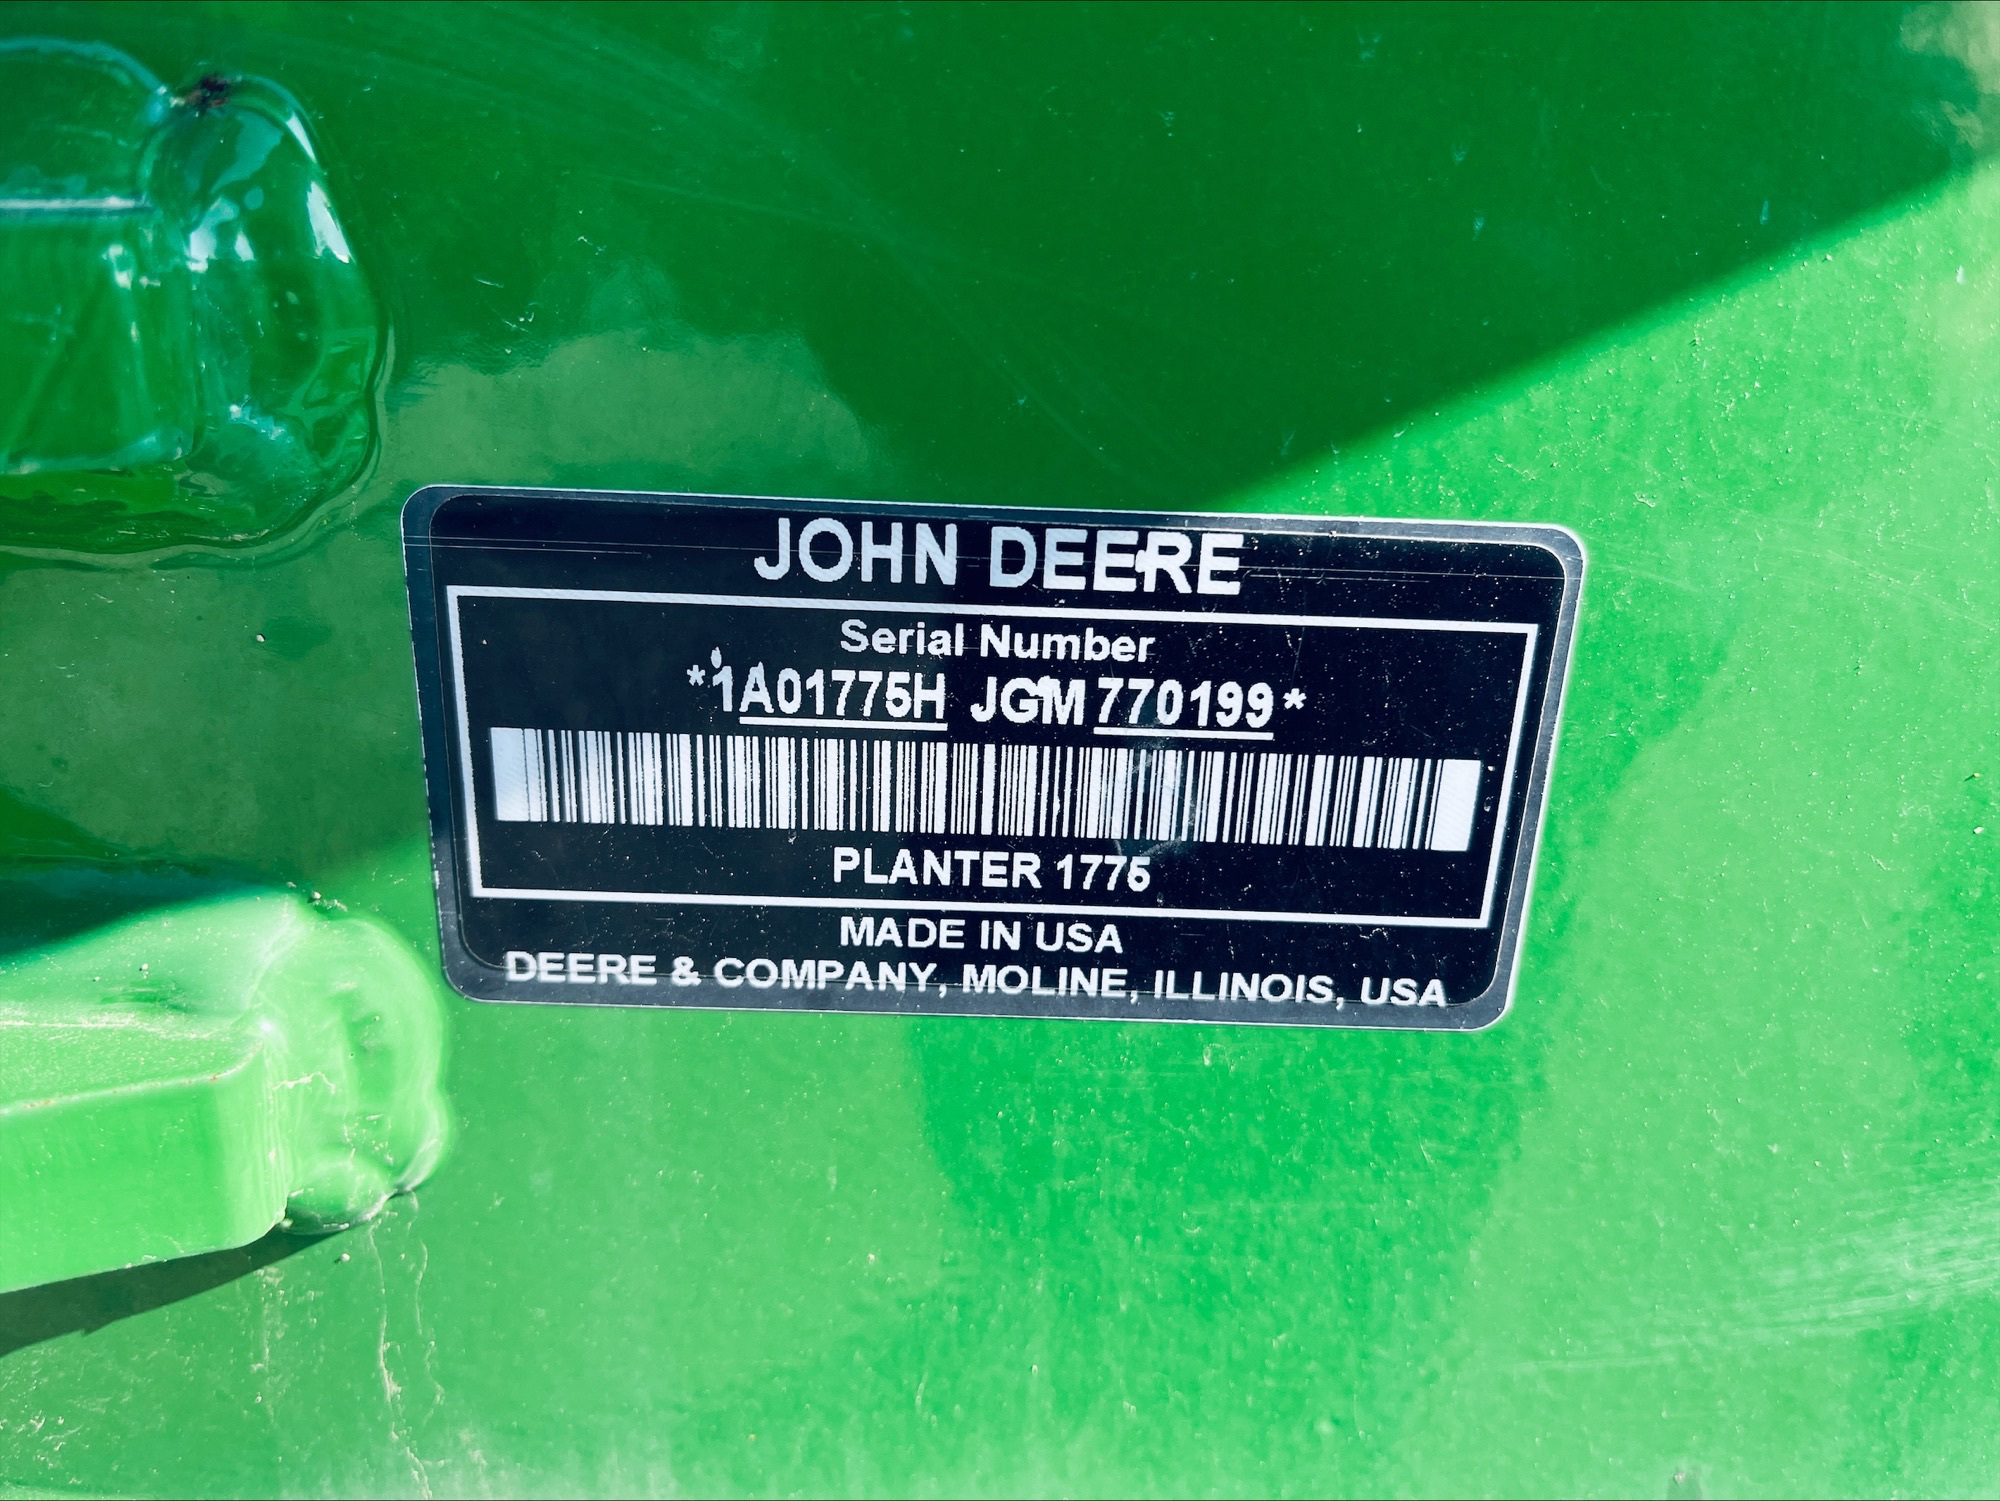 JOHN DEERE
Serial Number
*1A01775H JGM770199*
PLANTER 1775
MADE IN USA
DEERE & COMPANY, MOLINE, ILLINOIS, USA